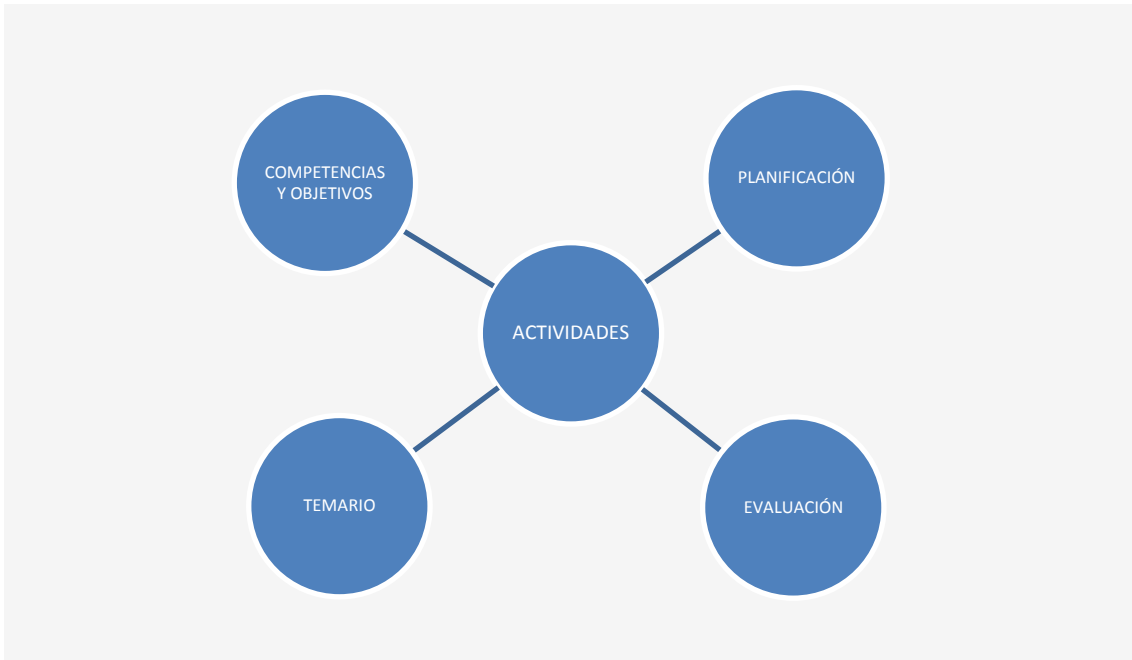 COMPETENCIAS
Y OBJETIVOS
PLANIFICACIÓN
ACTIVIDADES
TEMARIO
EVALUACIÓN